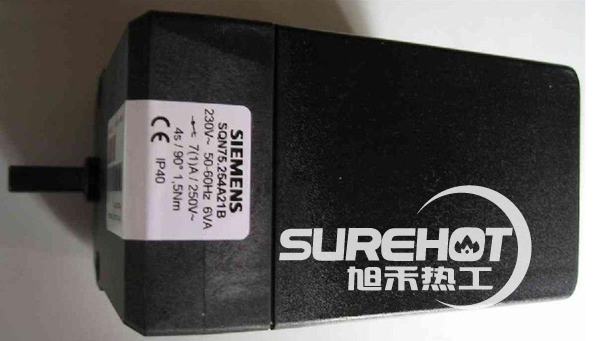 SIEMENS
SQN75.254A21B
230V~ 50-60Hz 6VA
7(1)A / 250V~
4s / 90° 1,5Nm
CE IP40
SUREHOT
旭禾热工